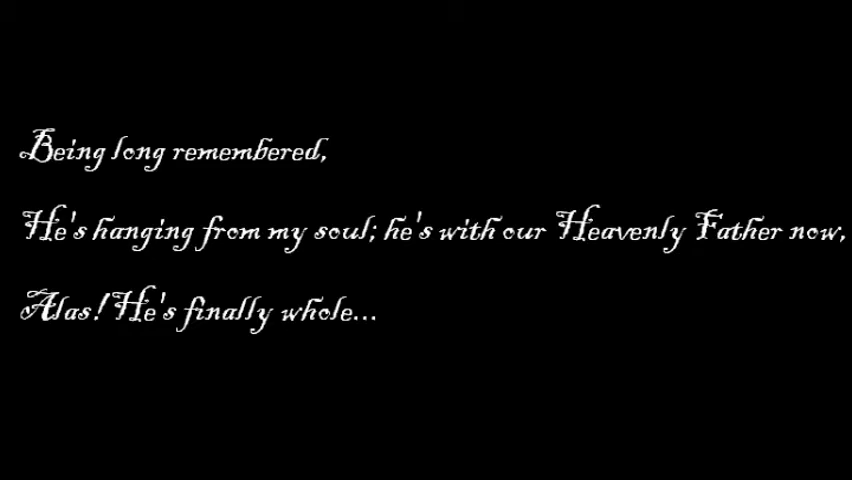 Being long remembered,
He's hanging from my soul; he's with our Heavenly Father now,
Alas! He's finally whole...